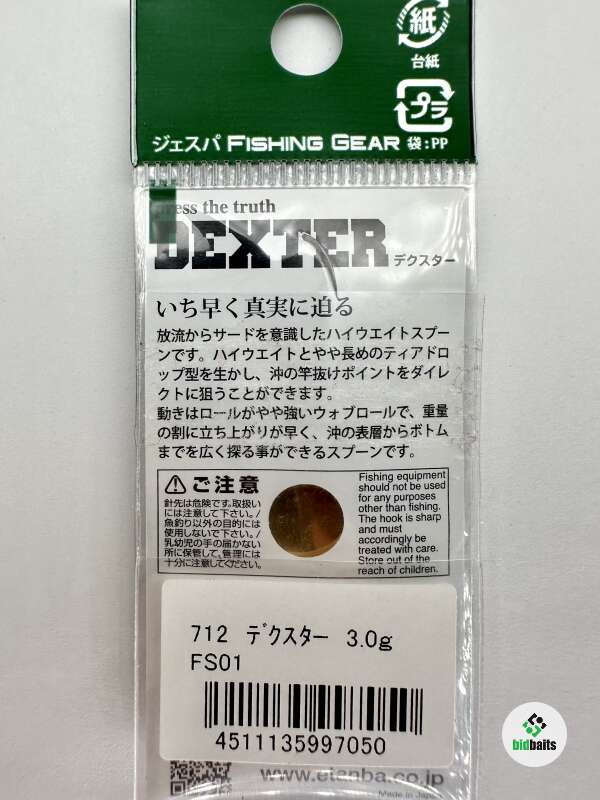 紙
台紙
プラ
ジェスパ FISHING GEAR 袋:PP
ess the truth
DEXTER デクスター
いち早く真実に迫る
放流からサードを意識したハイウエイトスプー
ンです。ハイウエイトとやや長めのティアドロ
ップ型を生かし、沖の竿抜けポイントをダイレ
クトに狙うことができます。
動きはロールがやや強いウォブロールで、重量
の割に立ち上がりが早く、沖の表層からボトム
までを広く探る事ができるスプーンです。
ご注意
針先は危険です。取扱い
には注意して下さい。/
魚釣り以外の目的には
使用しないで下さい。/
乳幼児の手の届かない
所に保管して、管理には
十分に注意してください。
Fishing equipment
should not be used
for any purposes
other than fishing.
The hook is sharp
and must
accordingly be
treated with care.
Store out of the
reach of children.
712 デクスター 3.0g
FS01
4511135997050
www.etanba.co.jp
Made in Japan
bidbaits